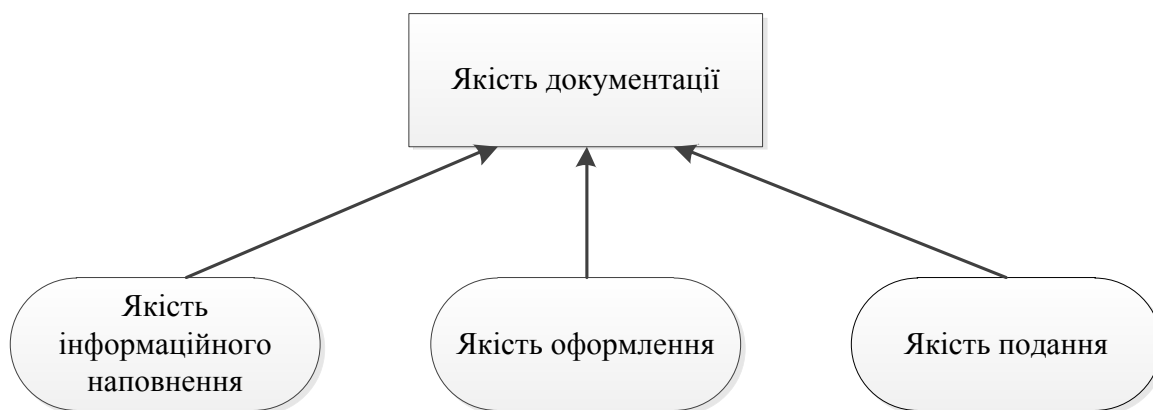 Якість документації
Якість
інформаційного
наповнення
Якість оформлення
Якість подання